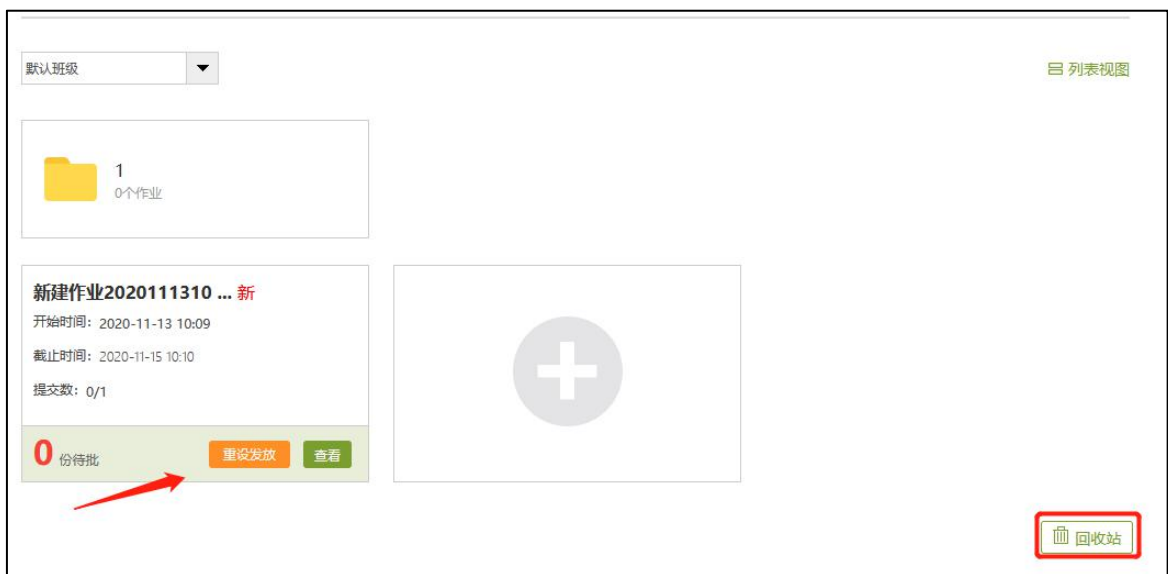 默认班级
列表视图
1
0个作业
新建作业2020111310 ... 新
开始时间：2020-11-13 10:09
截止时间：2020-11-15 10:10
提交数：0/1
0 份待批 重设发放 查看
回收站